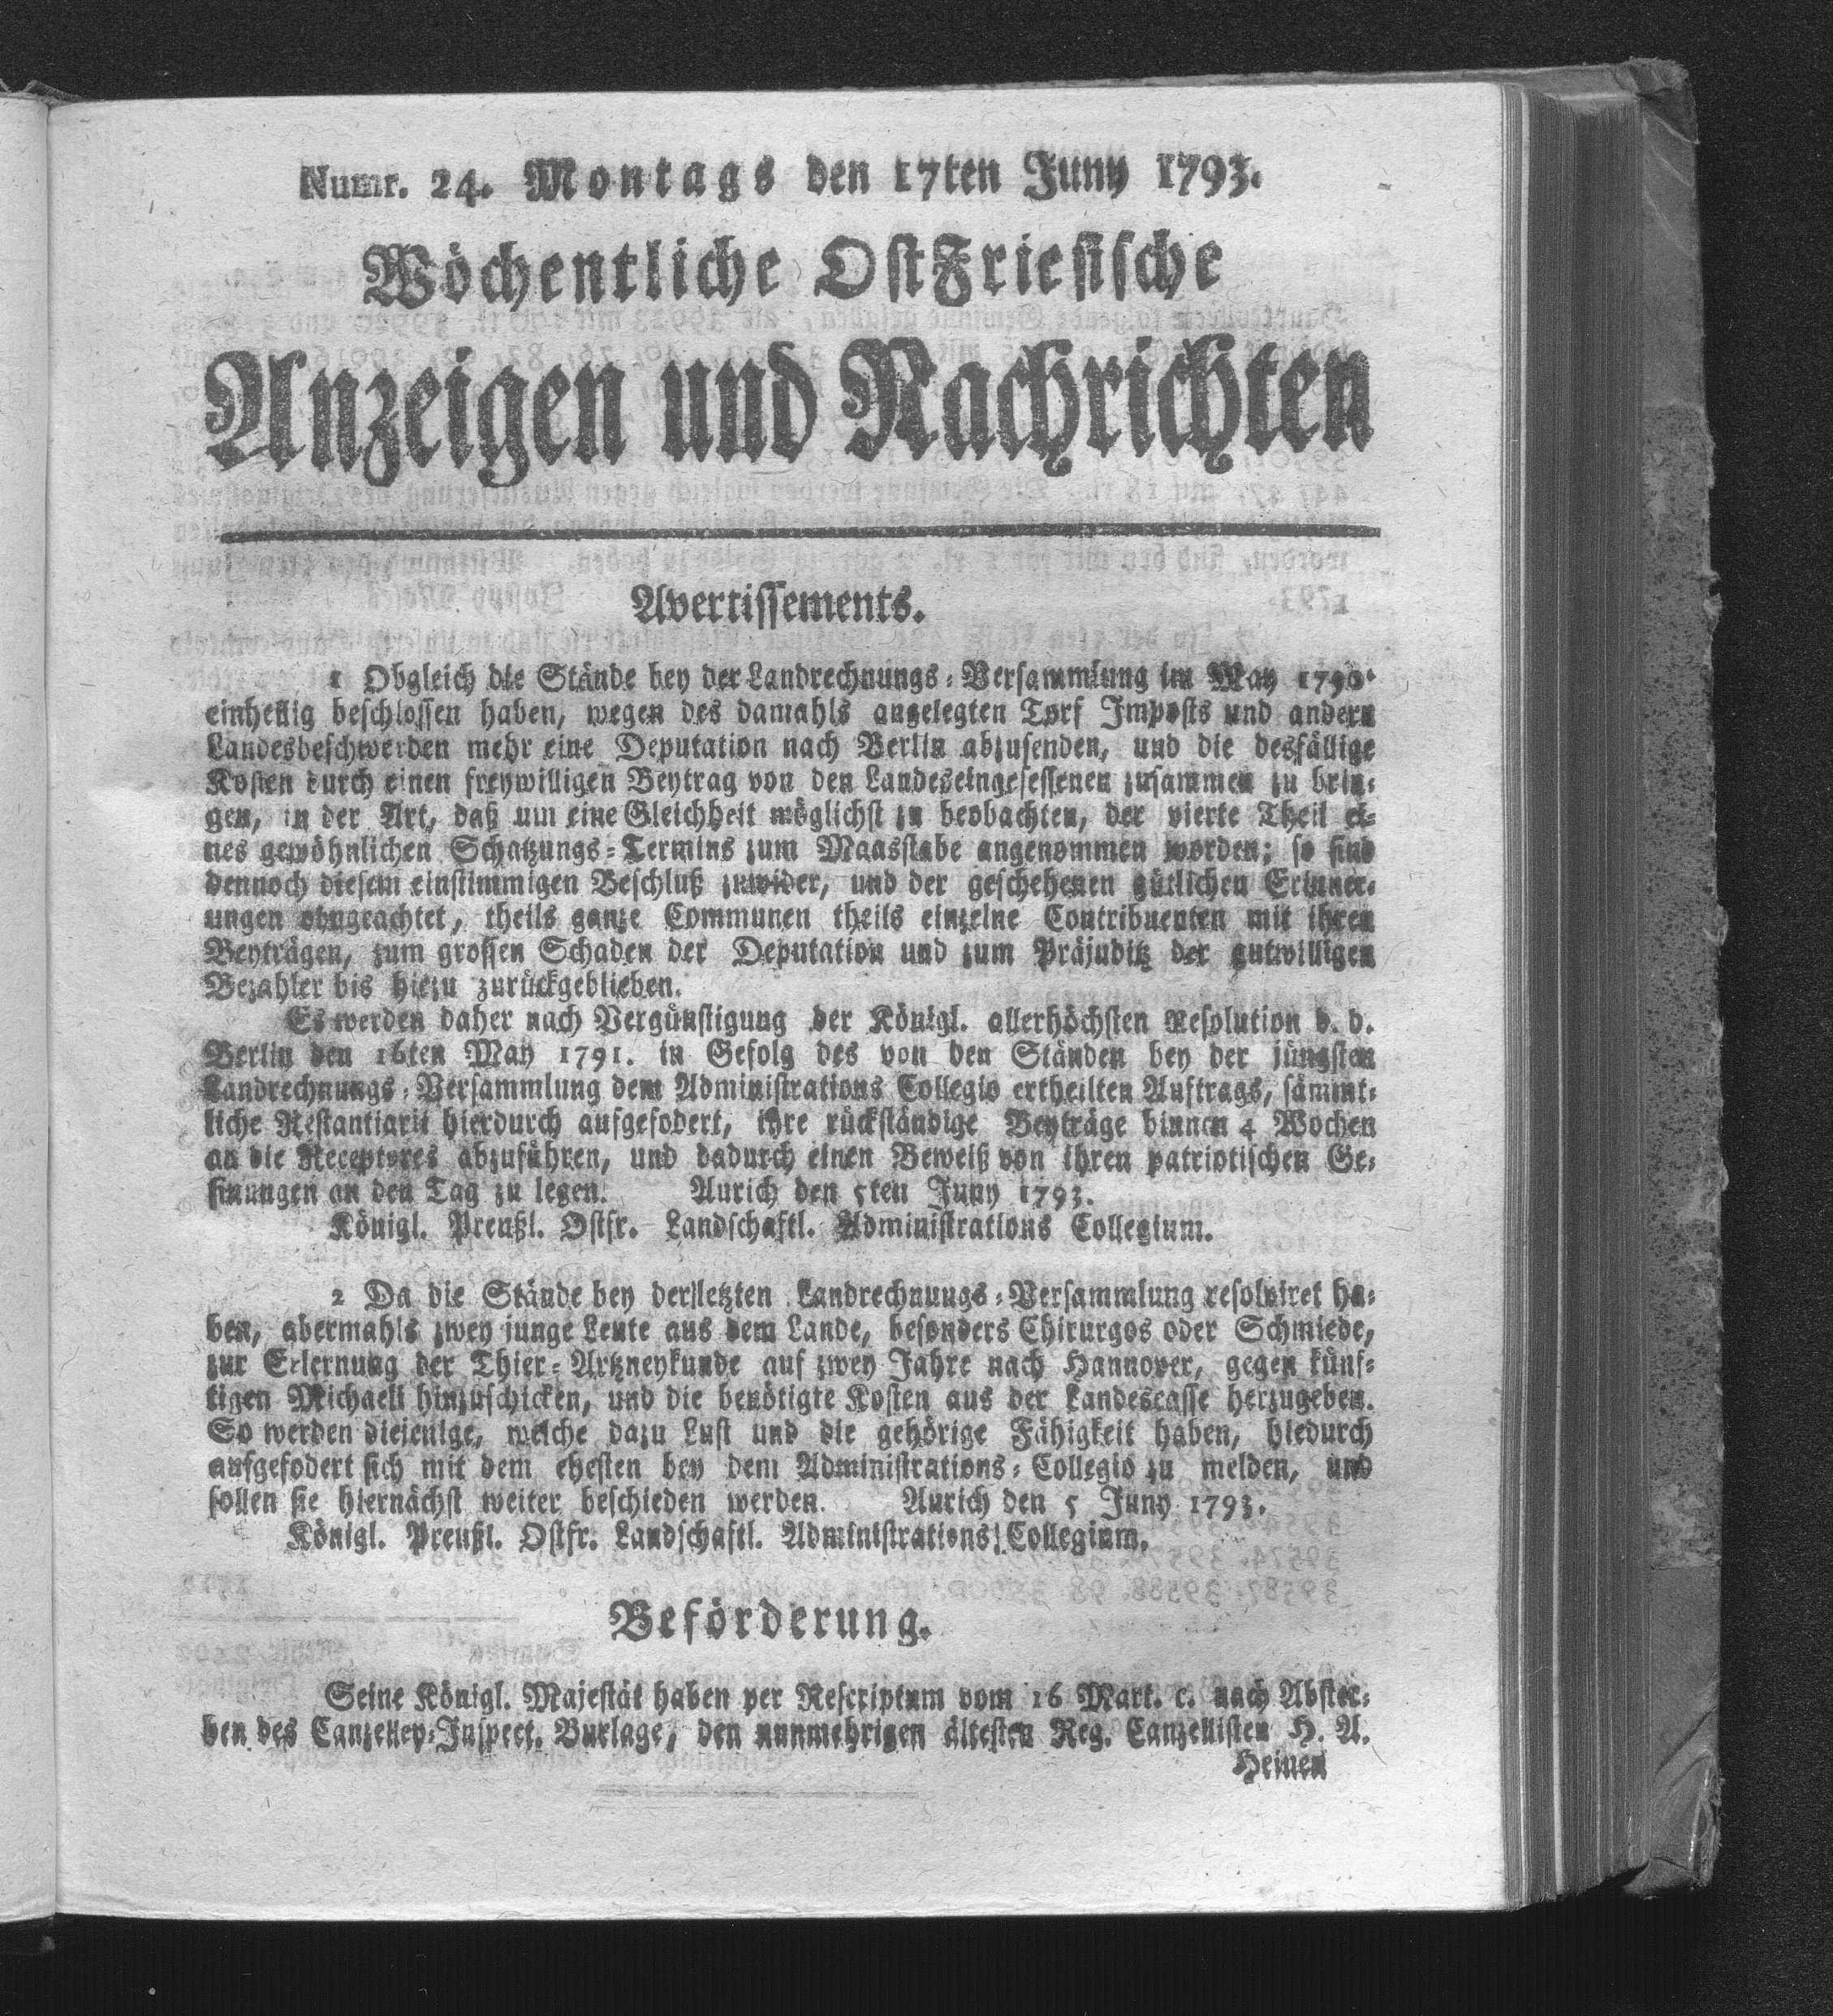 Numr. 24. Montags den 17ten Juny 1793.
Wöchentliche OstFriesische
Anzeigen und Nachrichten
Avertissements.
1 Obgleich die Stände bey der Landrechnungs-Versammlung im May 1790.
einhellig beschlossen haben, wegen des damahls angelegten Torf Imposts und andern
Landesbeschwerden mehr eine Deputation nach Berlin abzusenden, und die desfällige
Kosten durch einen freywilligen Beytrag von den Landeseingesessenen zusammen zu brin-
gen, in der Art, daß um eine Gleichheit möglichst zu beobachten, der vierte Theil ei-
nes gewöhnlichen Schatzungs-Termins zum Maasstabe angenommen worden; so sind
dennoch diesem einstimmigen Beschluß zuwider, und der geschehenen gütlichen Erinner-
ungen ohngeachtet, theils ganze Communen theils einzelne Contribuenten mit ihren
Beyträgen, zum grossen Schaden der Deputation und zum Präjuditz der gutwilligen
Bezahler bis hiezu zurückgeblieben.
Es werden daher nach Vergünstigung der Königl. allerhöchsten Resolution d. d.
Berlin den 16ten May 1791. in Gefolg des von den Ständen bey der jüngsten
Landrechnungs-Versammlung dem Administrations Collegio ertheilten Auftrags, sämmt-
liche Restantiarii hierdurch aufgefodert, ihre rückständige Beyträge binnen 4 Wochen
an die Receptores abzuführen, und dadurch einen Beweiß von ihren patriotischen Ge-
sinungen an den Tag zu legen. Aurich den 5ten Juny 1793.
Königl. Preußl. Ostfr. Landschaftl. Administrations Collegium.
2 Da die Stände bey der letzten Landrechnungs-Versammlung resolviret ha-
ben, abermahls zwey junge Leute aus dem Lande, besonders Chirurgos oder Schmiede,
zur Erlernung der Thier-Artzneykunde auf zwey Jahre nach Hannover, gegen künf-
tigen Michaeli hinzuschicken, und die benötigte Kosten aus der Landescasse herzugeben.
So werden diejenige, welche dazu Lust und die gehörige Fähigkeit haben, hiedurch
aufgefodert sich mit dem ehesten bey dem Administrations-Collegio zu melden, und
sollen sie hiernächst weiter beschieden werden. Aurich den 5 Juny 1793.
Königl. Preußl. Ostfr. Landschaftl. Administrations Collegium.
Beförderung.
Seine Königl. Majestät haben per Rescriptum vom 16 Mart. c. nach Abster-
ben des Canzelley-Inspect. Burlage, den nunmehrigen ältesten Reg. Canzellisten H. A.
Heinen